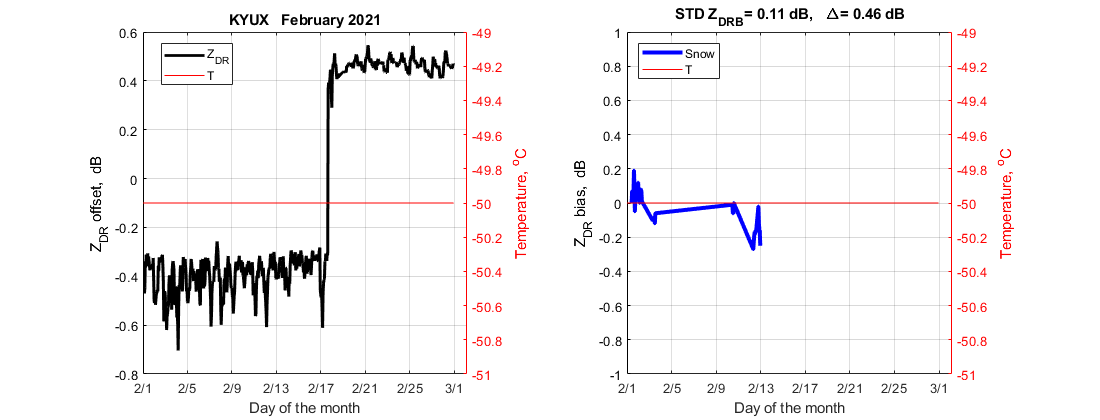 KYUX February 2021
0.6
0.4
0.2
0
-0.2
-0.4
-0.6
-0.8
Z_DR offset, dB
Z_DR
T
-49
-49.2
-49.4
-49.6
-49.8
-50
-50.2
-50.4
-50.6
-50.8
-51
Temperature, °C
2/1 2/5 2/9 2/13 2/17 2/21 2/25 3/1
Day of the month
STD Z_DRB = 0.11 dB, Δ = 0.46 dB
1
0.8
0.6
0.4
0.2
0
-0.2
-0.4
-0.6
-0.8
-1
Z_DR bias, dB
Snow
T
-49
-49.2
-49.4
-49.6
-49.8
-50
-50.2
-50.4
-50.6
-50.8
-51
Temperature, °C
2/1 2/5 2/9 2/13 2/17 2/21 2/25 3/1
Day of the month